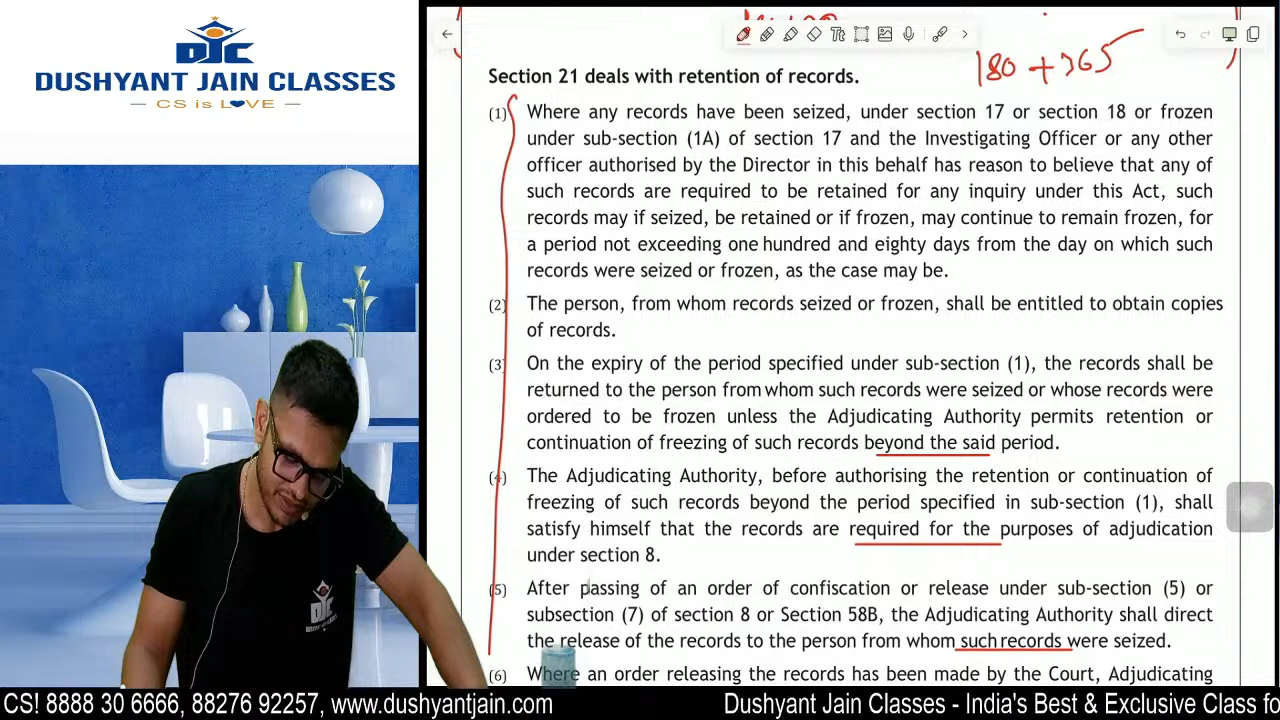 DJC
DUSHYANT JAIN CLASSES
— CS is LOVE —
180 + 365
Section 21 deals with retention of records.
(1) Where any records have been seized, under section 17 or section 18 or frozen
under sub-section (1A) of section 17 and the Investigating Officer or any other
officer authorised by the Director in this behalf has reason to believe that any of
such records are required to be retained for any inquiry under this Act, such
records may if seized, be retained or if frozen, may continue to remain frozen, for
a period not exceeding one hundred and eighty days from the day on which such
records were seized or frozen, as the case may be.
(2) The person, from whom records seized or frozen, shall be entitled to obtain copies
of records.
(3) On the expiry of the period specified under sub-section (1), the records shall be
returned to the person from whom such records were seized or whose records were
ordered to be frozen unless the Adjudicating Authority permits retention or
continuation of freezing of such records beyond the said period.
(4) The Adjudicating Authority, before authorising the retention or continuation of
freezing of such records beyond the period specified in sub-section (1), shall
satisfy himself that the records are required for the purposes of adjudication
under section 8.
(5) After passing of an order of confiscation or release under sub-section (5) or
subsection (7) of section 8 or Section 58B, the Adjudicating Authority shall direct
the release of the records to the person from whom such records were seized.
(6) Where an order releasing the records has been made by the Court, Adjudicating
DJC
CS! 8888 30 6666, 88276 92257, www.dushyantjain.com
Dushyant Jain Classes - India's Best & Exclusive Class fo